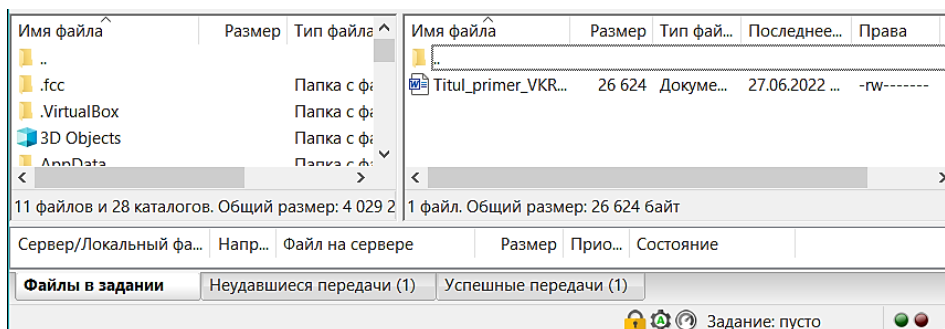 Имя файла Размер Тип файла
..
.fcc Папка с фа
.VirtualBox Папка с фа
3D Objects Папка с фа
AppData Папка с фа
11 файлов и 28 каталогов. Общий размер: 4 029 2
Имя файла Размер Тип фай... Последнее... Права
..
Titul_primer_VKR... 26 624 Докуме... 27.06.2022 ... -rw-------
1 файл. Общий размер: 26 624 байт
Сервер/Локальный фа... Напр... Файл на сервере Размер Прио... Состояние
Файлы в задании Неудавшиеся передачи (1) Успешные передачи (1)
Задание: пусто